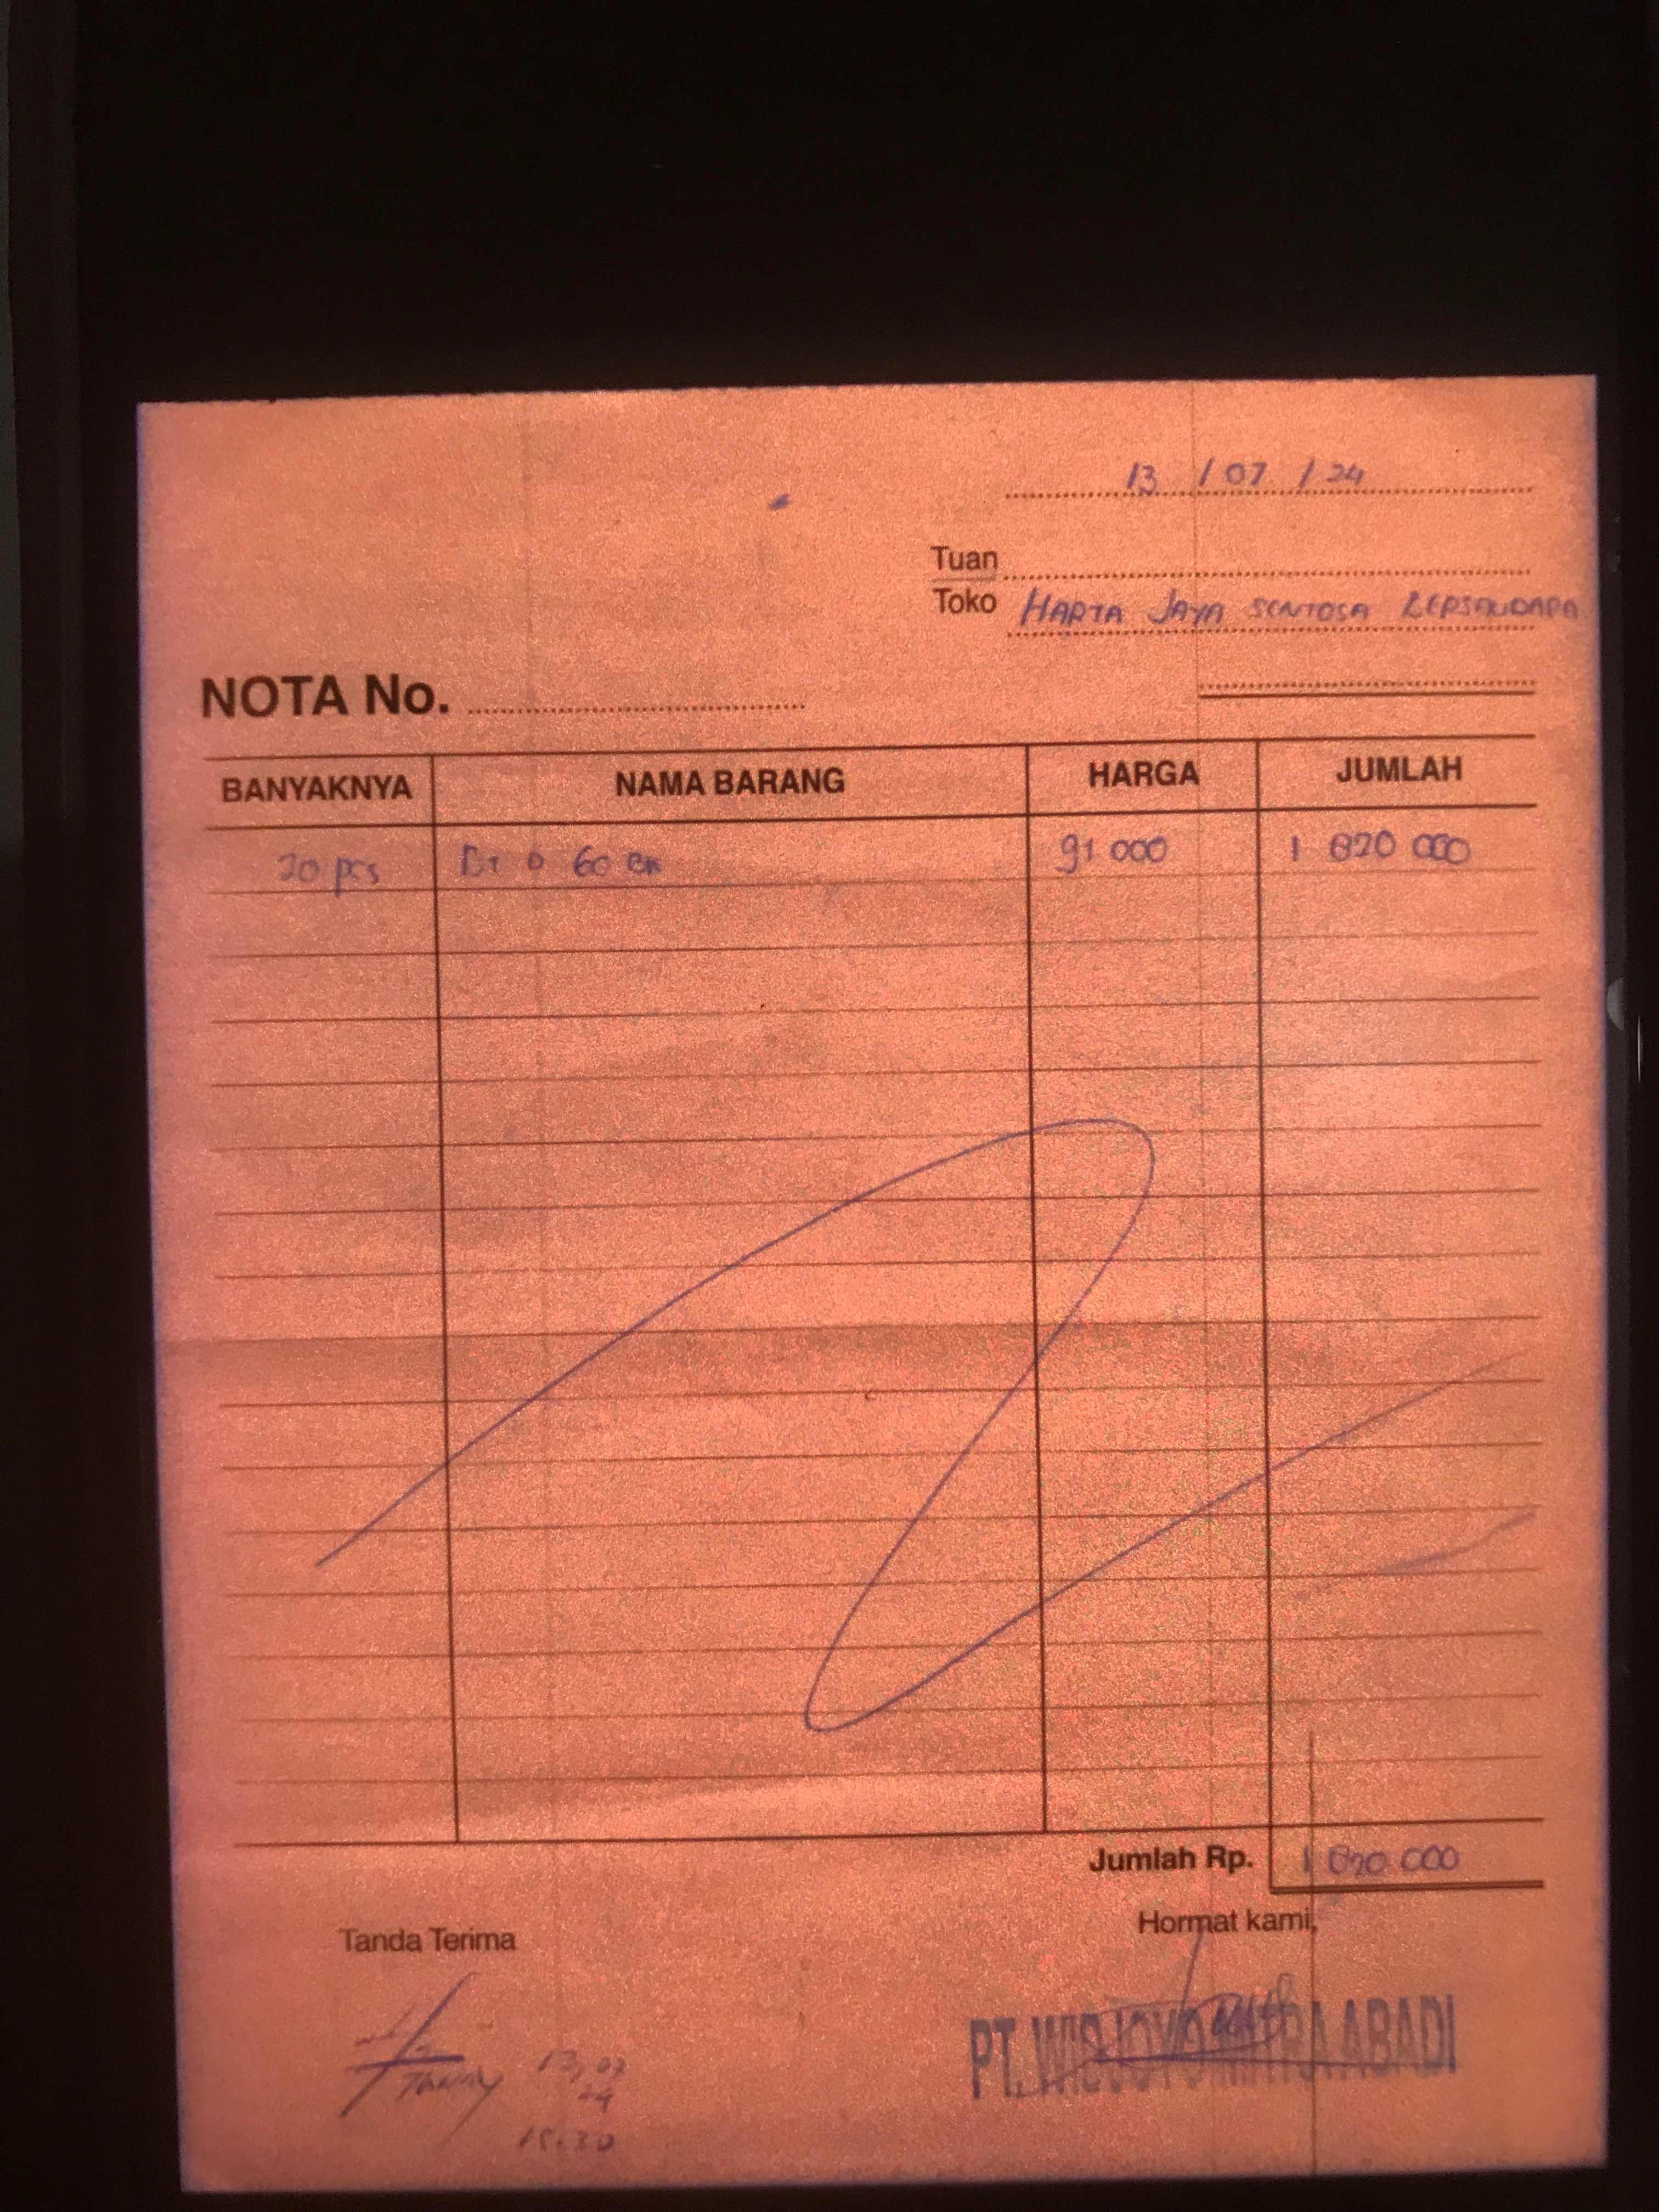 13 / 07 / 24
Tuan
Toko HARTA JAYA SENTOSA BERSAUDARA
NOTA No.
BANYAKNYA NAMA BARANG HARGA JUMLAH
20 pcs 60 91 000 1 820 000
Jumlah Rp. 1 820 000
Tanda Terima Hormat kami,
PT. WIDJOYO MITRA ABADI
13/07
24
15.30